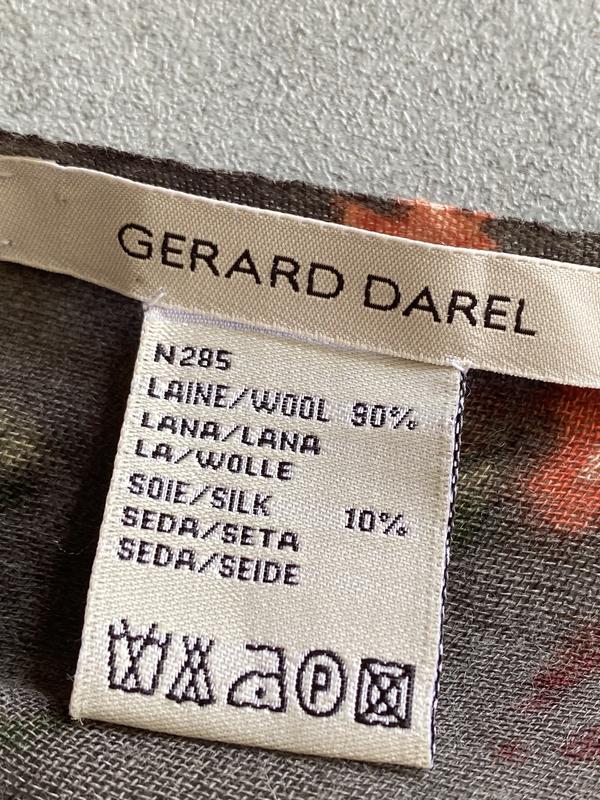 GERARD DAREL
N285
LAINE/WOOL 90%
LANA/LANA
LA/WOLLE
SOIE/SILK 10%
SEDA/SETA
SEDA/SEIDE
P